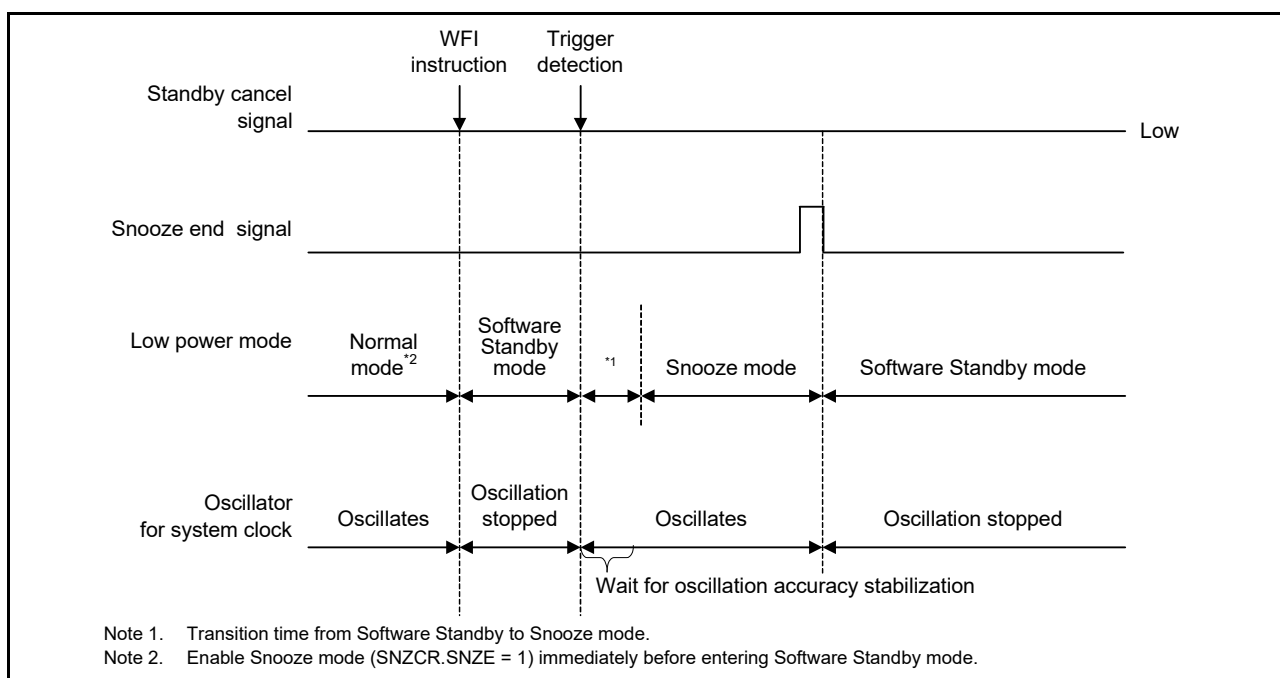 WFI
instruction
Trigger
detection
Standby cancel
signal
Low
Snooze end signal
Low power mode
Normal
mode*2
Software
Standby
mode
*1
Snooze mode
Software Standby mode
Oscillator
for system clock
Oscillates
Oscillation
stopped
Oscillates
Oscillation stopped
Wait for oscillation accuracy stabilization
Note 1. Transition time from Software Standby to Snooze mode.
Note 2. Enable Snooze mode (SNZCR.SNZE = 1) immediately before entering Software Standby mode.